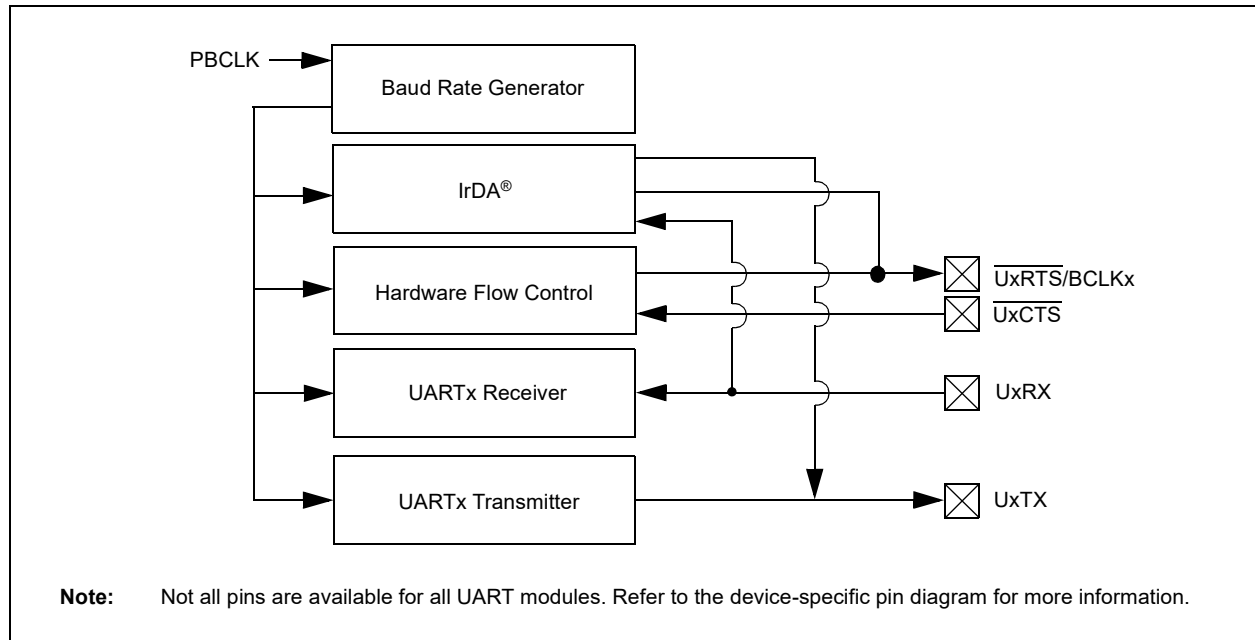 PBCLK
Baud Rate Generator
IrDA®
Hardware Flow Control
UxRTS/BCLKx
UxCTS
UARTx Receiver
UxRX
UARTx Transmitter
UxTX
Note: Not all pins are available for all UART modules. Refer to the device-specific pin diagram for more information.